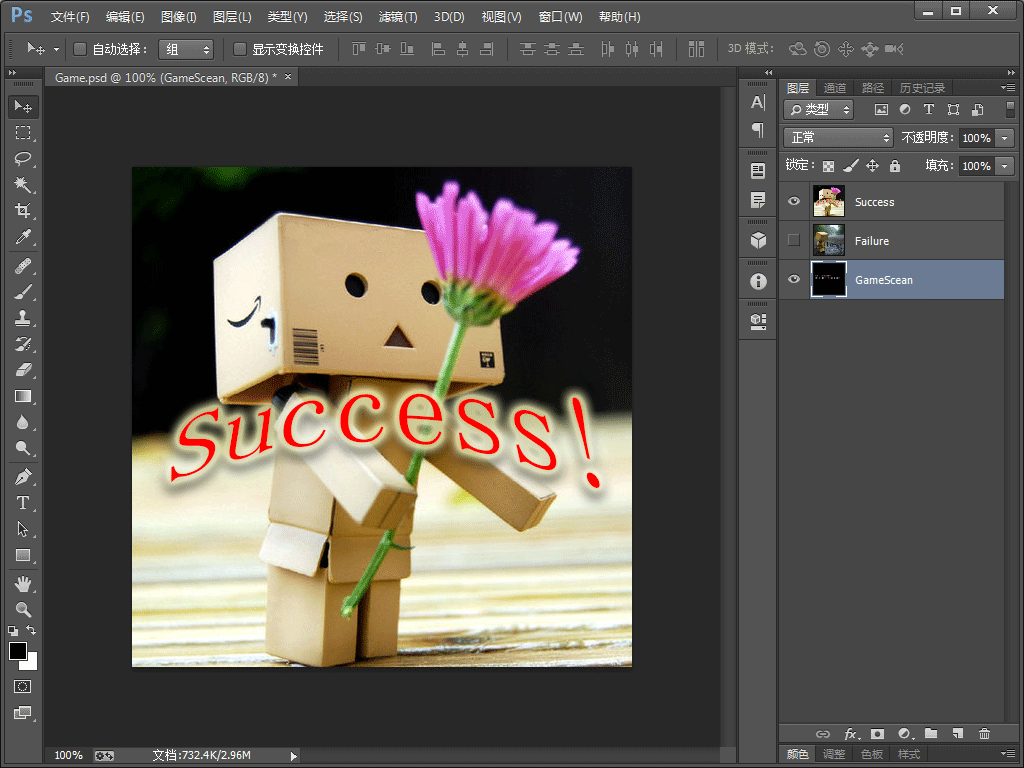 Ps 文件(F) 编辑(E) 图像(I) 图层(L) 类型(Y) 选择(S) 滤镜(T) 3D(D) 视图(V) 窗口(W) 帮助(H)
自动选择： 组 显示变换控件 3D 模式：
Game.psd @ 100% (GameScean, RGB/8) * ×
图层 通道 路径 历史记录
类型
正常 不透明度： 100%
锁定： 填充： 100%
Success
Failure
GameScean
Success!
100% 文档:732.4K/2.96M
颜色 调整 色板 样式